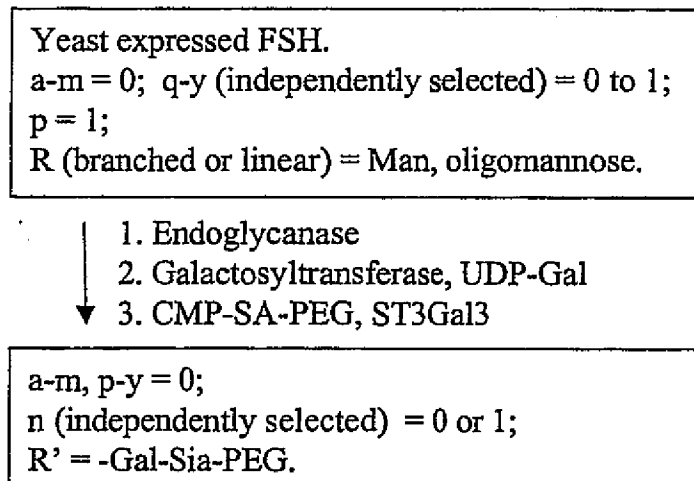 Yeast expressed FSH.
a-m = 0; q-y (independently selected) = 0 to 1;
p = 1;
R (branched or linear) = Man, oligomannose.
1. Endoglycanase
2. Galactosyltransferase, UDP-Gal
3. CMP-SA-PEG, ST3Gal3
a-m, p-y = 0;
n (independently selected) = 0 or 1;
R' = -Gal-Sia-PEG.